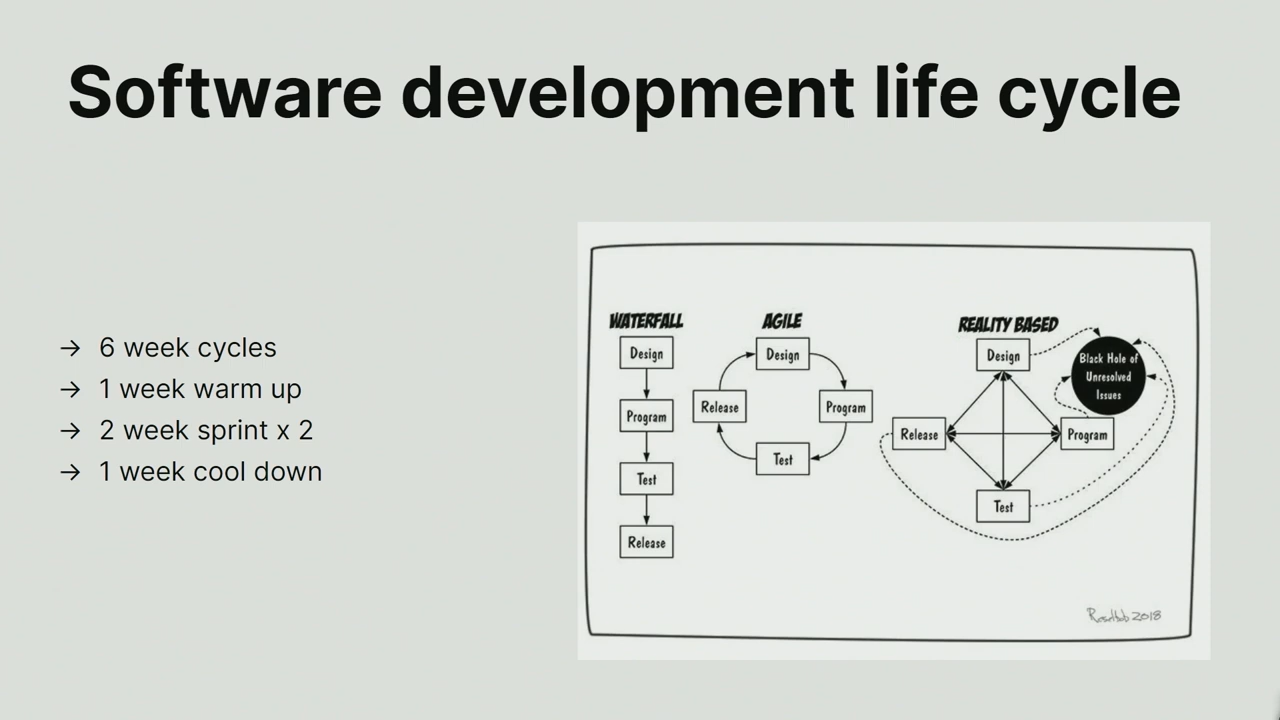 Software development life cycle
→ 6 week cycles
→ 1 week warm up
→ 2 week sprint x 2
→ 1 week cool down
WATERFALL
Design
Program
Test
Release
AGILE
Design
Program
Test
Release
REALITY BASED
Design
Black Hole of
Unresolved
Issues
Release
Program
Test
2018